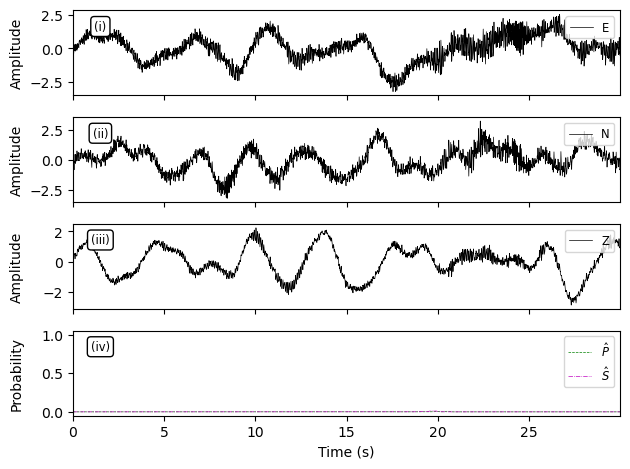 2.5
0.0
−2.5
Amplitude
(i)
E
2.5
0.0
−2.5
Amplitude
(ii)
N
2
0
−2
Amplitude
(iii)
Z
1.0
0.5
0.0
Probability
(iv)
P̂
Ŝ
0 5 10 15 20 25
Time (s)